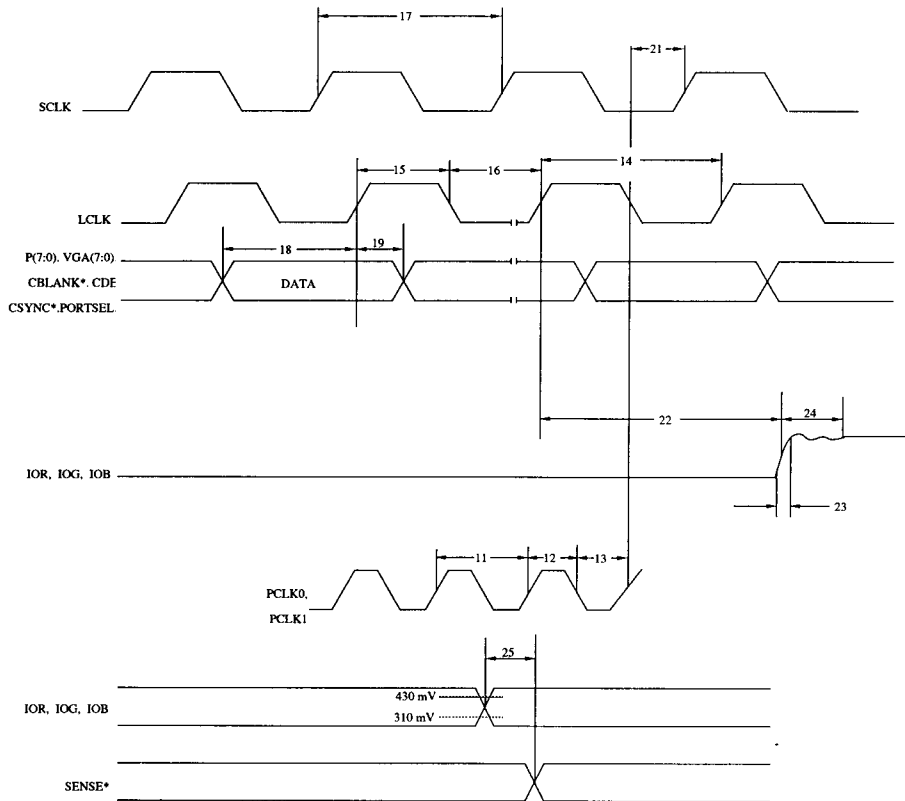 17
21
SCLK
15
16
14
LCLK
P(7:0). VGA(7:0)
18
19
CBLANK*. CDE
DATA
CSYNC*.PORTSEL
22
24
IOR, IOG, IOB
23
11
12
13
PCLK0,
PCLK1
25
430 mV
IOR, IOG, IOB
310 mV
SENSE*